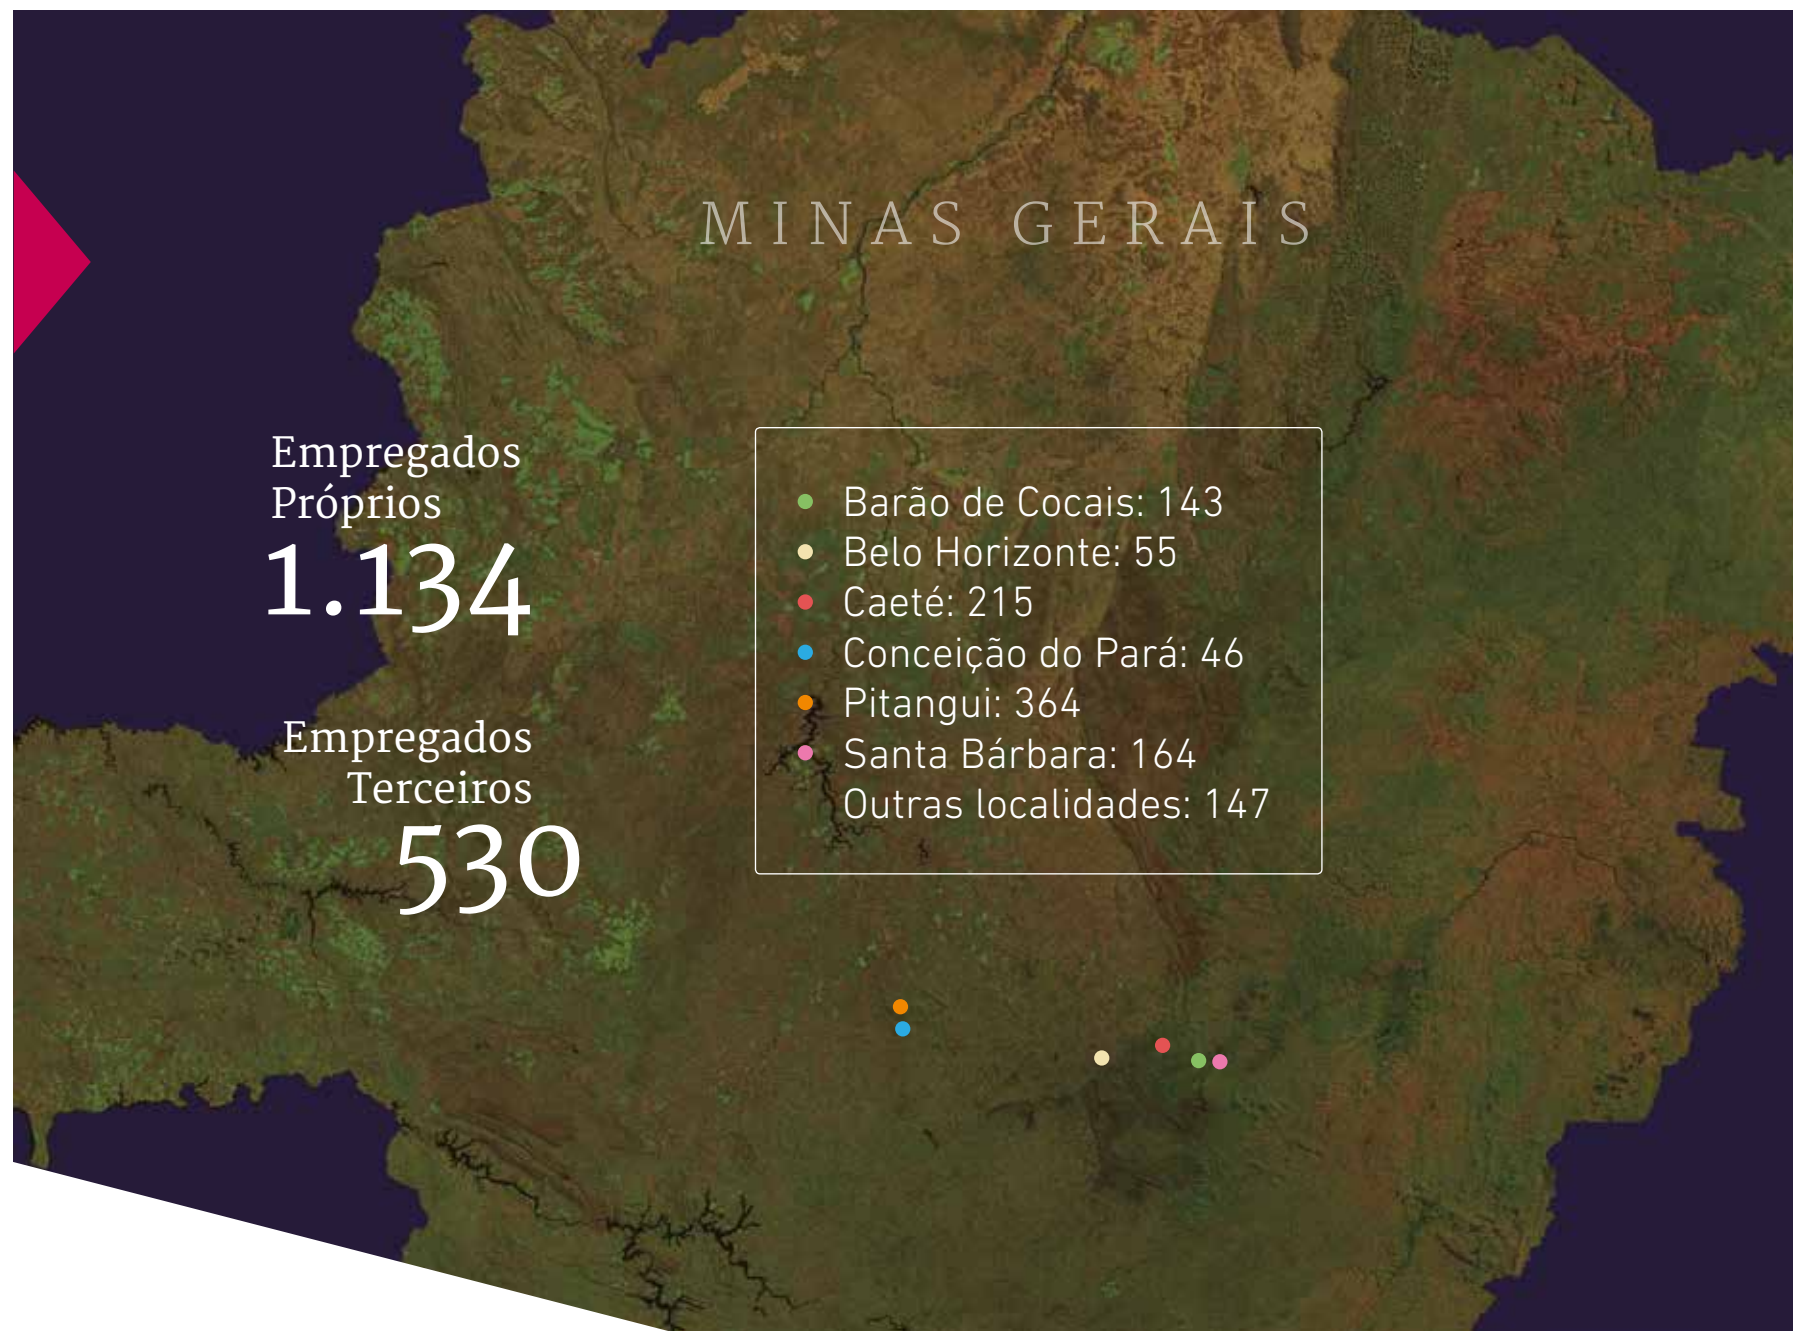 MINAS GERAIS
Empregados
Próprios
1.134
Empregados
Terceiros
530
Barão de Cocais: 143
Belo Horizonte: 55
Caeté: 215
Conceição do Pará: 46
Pitangui: 364
Santa Bárbara: 164
Outras localidades: 147